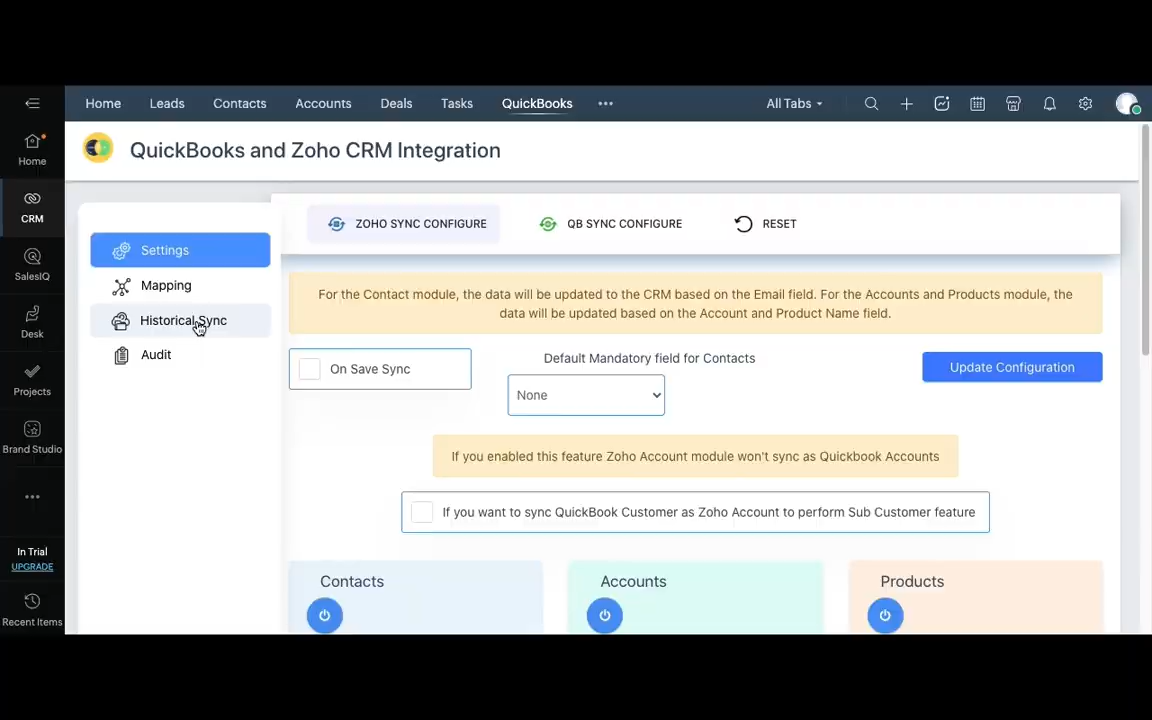 Home Leads Contacts Accounts Deals Tasks QuickBooks ••• All Tabs
Home
CRM
SalesIQ
Desk
Projects
Brand Studio
•••
In Trial
UPGRADE
Recent Items
QuickBooks and Zoho CRM Integration
Settings
Mapping
Historical Sync
Audit
ZOHO SYNC CONFIGURE QB SYNC CONFIGURE RESET
For the Contact module, the data will be updated to the CRM based on the Email field. For the Accounts and Products module, the
data will be updated based on the Account and Product Name field.
On Save Sync
Default Mandatory field for Contacts
None
Update Configuration
If you enabled this feature Zoho Account module won't sync as Quickbook Accounts
If you want to sync QuickBook Customer as Zoho Account to perform Sub Customer feature
Contacts Accounts Products